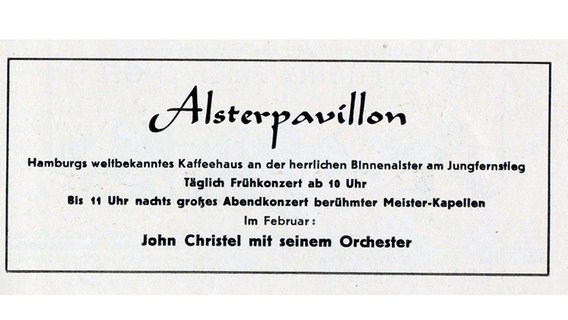 Alsterpavillon
Hamburgs weltbekanntes Kaffeehaus an der herrlichen Binnenalster am Jungfernstieg
Täglich Frühkonzert ab 10 Uhr
Bis 11 Uhr nachts großes Abendkonzert berühmter Meister-Kapellen
Im Februar:
John Christel mit seinem Orchester